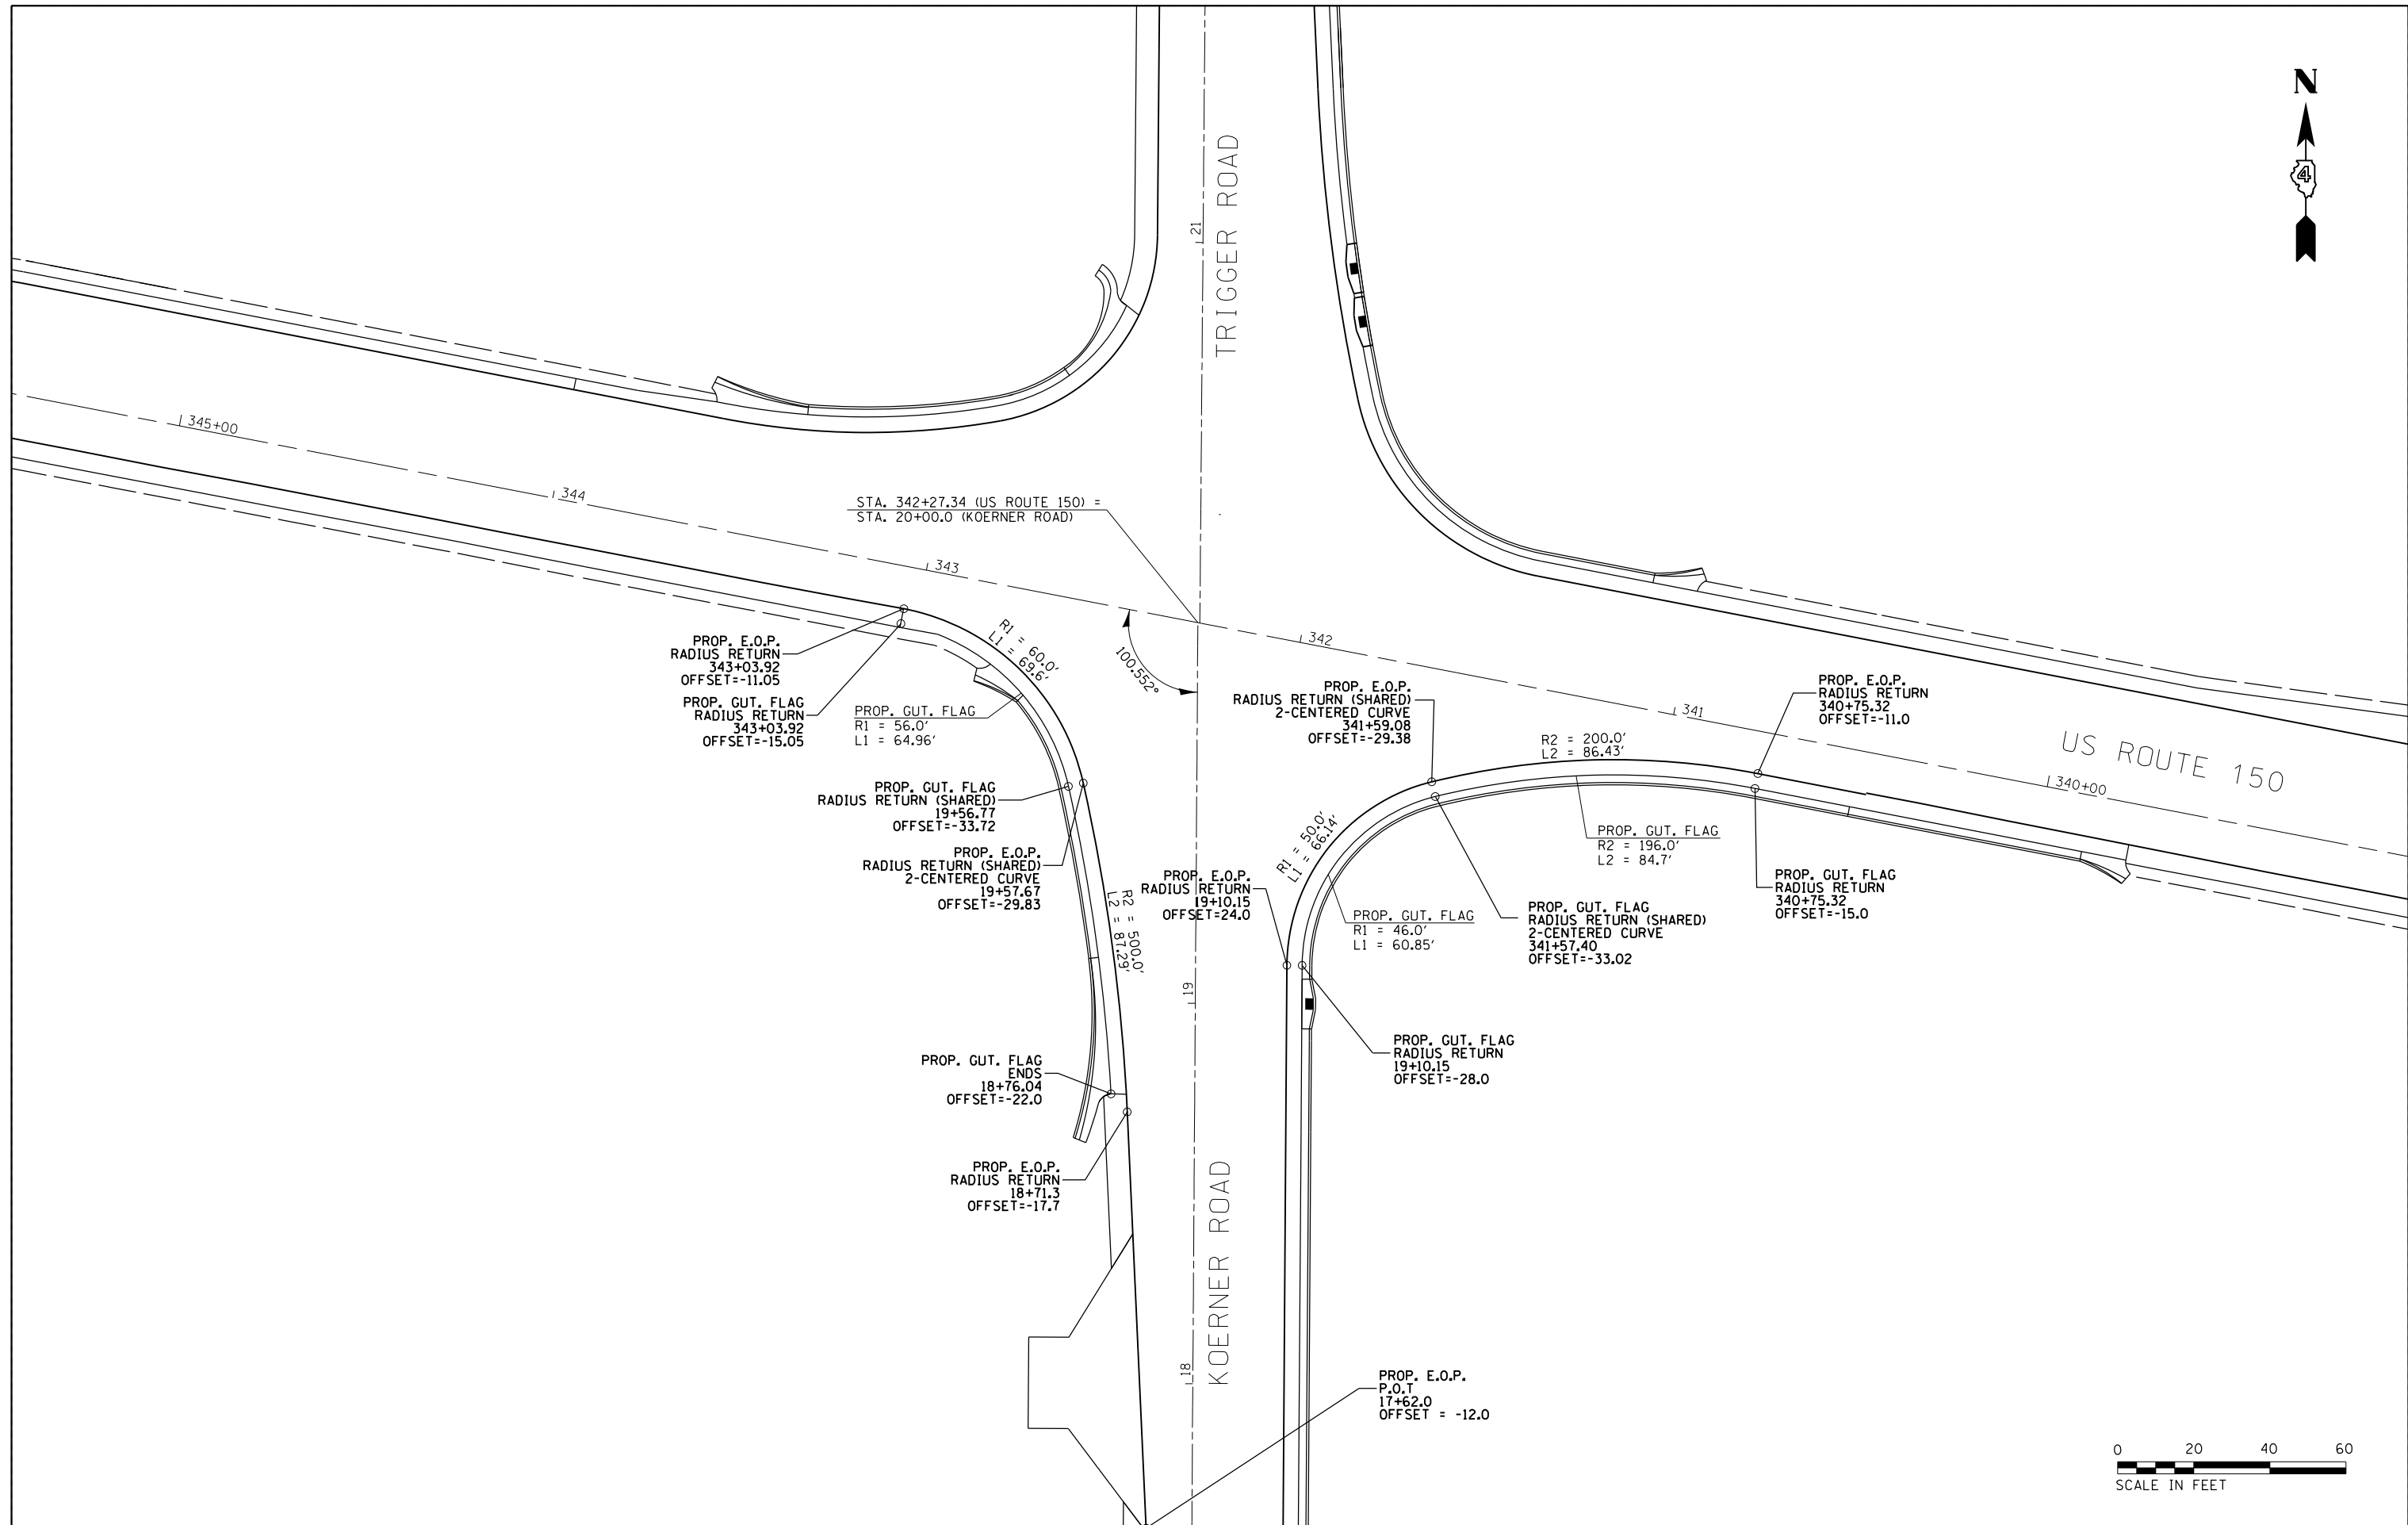 N
4
TRIGGER ROAD
21
345+00
344
343
STA. 342+27.34 (US ROUTE 150) =
STA. 20+00.0 (KOERNER ROAD)
342
341
340+00
US ROUTE 150
100.552°
R1 = 60.0'
L1 = 69.6'
PROP. E.O.P.
RADIUS RETURN
343+03.92
OFFSET=-11.05
PROP. GUT. FLAG
RADIUS RETURN
343+03.92
OFFSET=-15.05
PROP. GUT. FLAG
R1 = 56.0'
L1 = 64.96'
PROP. GUT. FLAG
RADIUS RETURN (SHARED)
19+56.77
OFFSET=-33.72
PROP. E.O.P.
RADIUS RETURN (SHARED)
2-CENTERED CURVE
19+57.67
OFFSET=-29.83
R2 = 500.0'
L2 = 87.29'
PROP. GUT. FLAG
ENDS
18+76.04
OFFSET=-22.0
PROP. E.O.P.
RADIUS RETURN
18+71.3
OFFSET=-17.7
PROP. E.O.P.
RADIUS RETURN (SHARED)
2-CENTERED CURVE
341+59.08
OFFSET=-29.38
R2 = 200.0'
L2 = 86.43'
PROP. E.O.P.
RADIUS RETURN
340+75.32
OFFSET=-11.0
R1 = 50.0'
L1 = 66.14'
PROP. E.O.P.
RADIUS RETURN
19+10.15
OFFSET=24.0
PROP. GUT. FLAG
R2 = 196.0'
L2 = 84.7'
PROP. GUT. FLAG
R1 = 46.0'
L1 = 60.85'
PROP. GUT. FLAG
RADIUS RETURN (SHARED)
2-CENTERED CURVE
341+57.40
OFFSET=-33.02
PROP. GUT. FLAG
RADIUS RETURN
340+75.32
OFFSET=-15.0
PROP. GUT. FLAG
RADIUS RETURN
19+10.15
OFFSET=-28.0
19
KOERNER ROAD
18
PROP. E.O.P.
P.O.T
17+62.0
OFFSET = -12.0
0 20 40 60
SCALE IN FEET